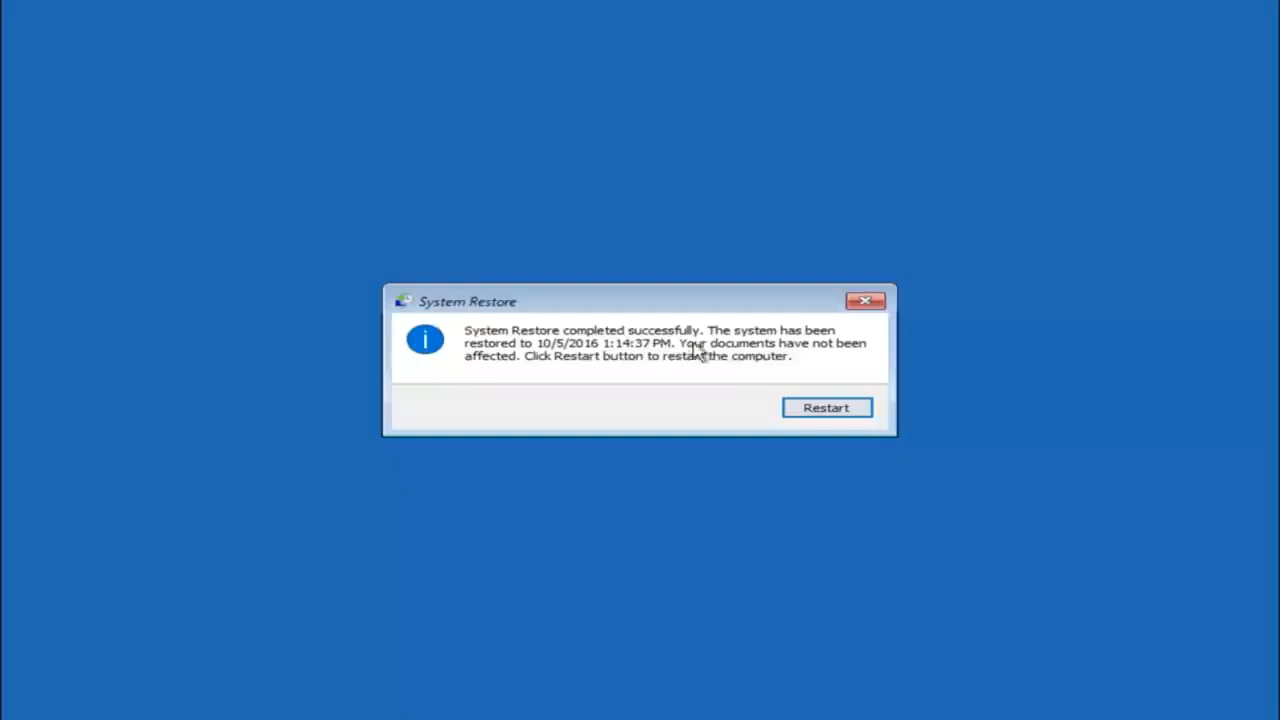 System Restore
System Restore completed successfully. The system has been
restored to 10/5/2016 1:14:37 PM. Your documents have not been
affected. Click Restart button to restart the computer.
Restart